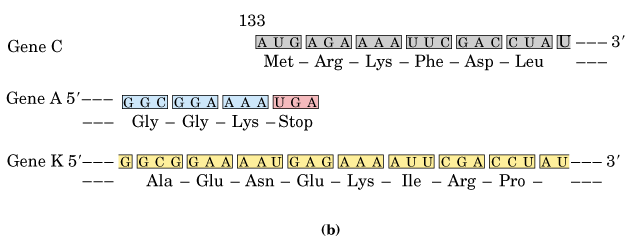 133
Gene C AUG AGA AAA UUC GAC CUA U --- 3′
Met – Arg – Lys – Phe – Asp – Leu ---
Gene A 5′--- GGC GGA AAA UGA
--- Gly – Gly – Lys – Stop
Gene K 5′--- G GCG GAA AAU GAG AAA AUU CGA CCU AU --- 3′
--- Ala – Glu – Asn – Glu – Lys – Ile – Arg – Pro – ---
(b)